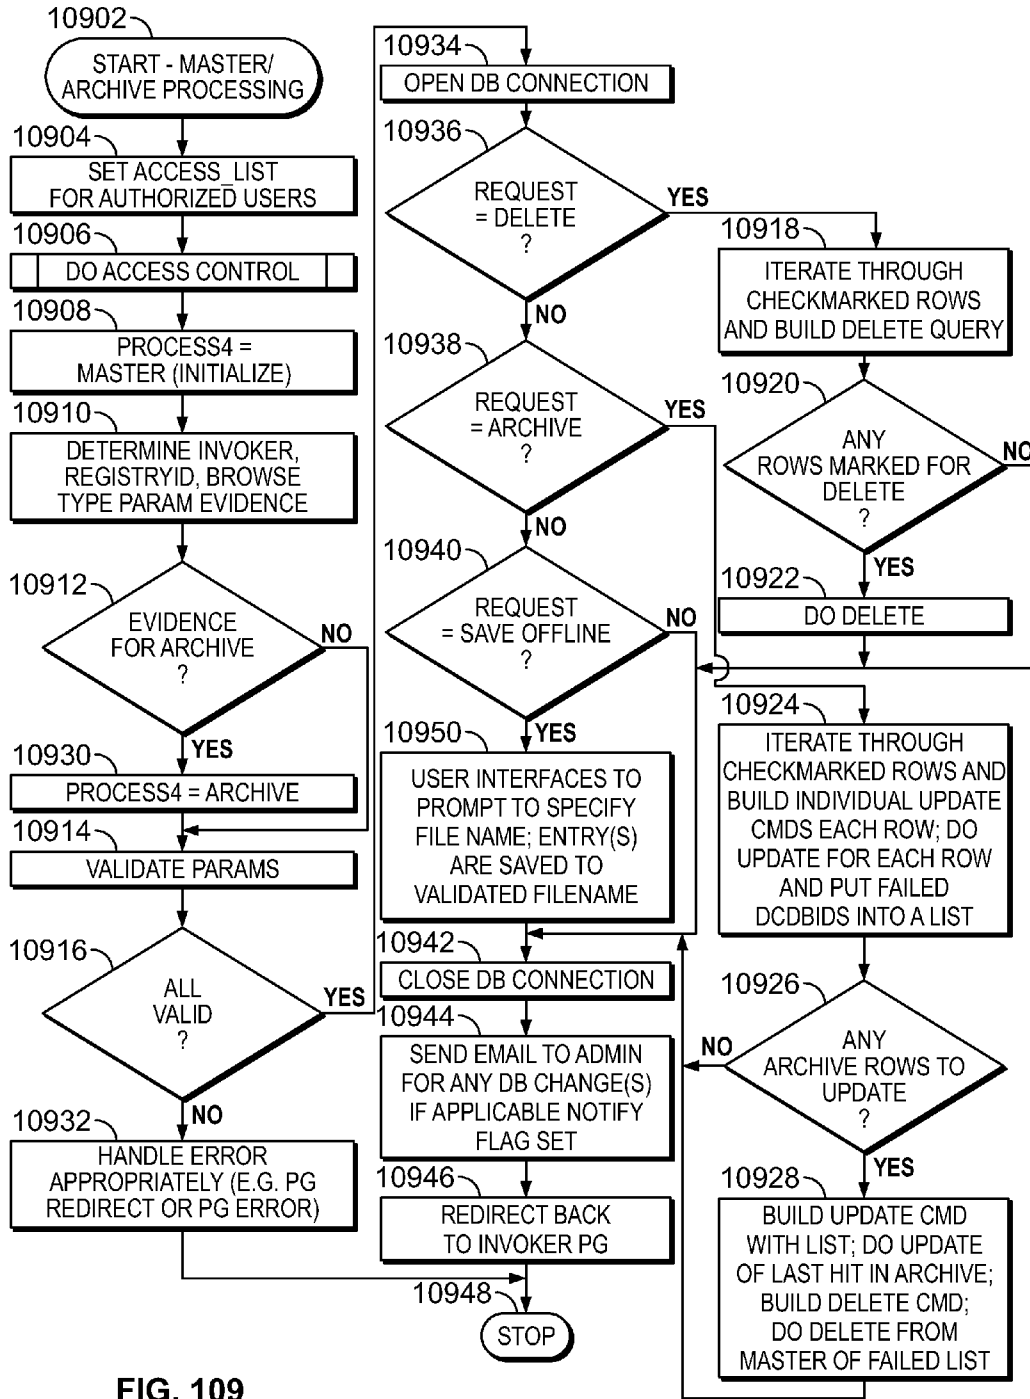 10902
START - MASTER/
ARCHIVE PROCESSING
10904
SET ACCESS_LIST
FOR AUTHORIZED USERS
10906
DO ACCESS CONTROL
10908
PROCESS4 =
MASTER (INITIALIZE)
10910
DETERMINE INVOKER,
REGISTRYID, BROWSE
TYPE PARAM EVIDENCE
10912
EVIDENCE
FOR ARCHIVE
?
NO
YES
10930
PROCESS4 = ARCHIVE
10914
VALIDATE PARAMS
10916
ALL
VALID
?
YES
NO
10932
HANDLE ERROR
APPROPRIATELY (E.G. PG
REDIRECT OR PG ERROR)
10934
OPEN DB CONNECTION
10936
REQUEST
= DELETE
?
YES
NO
10938
REQUEST
= ARCHIVE
?
YES
NO
10940
REQUEST
= SAVE OFFLINE
?
NO
YES
10950
USER INTERFACES TO
PROMPT TO SPECIFY
FILE NAME; ENTRY(S)
ARE SAVED TO
VALIDATED FILENAME
10942
CLOSE DB CONNECTION
10944
SEND EMAIL TO ADMIN
FOR ANY DB CHANGE(S)
IF APPLICABLE NOTIFY
FLAG SET
10946
REDIRECT BACK
TO INVOKER PG
10948
STOP
10918
ITERATE THROUGH
CHECKMARKED ROWS
AND BUILD DELETE QUERY
10920
ANY
ROWS MARKED FOR
DELETE
?
NO
YES
10922
DO DELETE
10924
ITERATE THROUGH
CHECKMARKED ROWS AND
BUILD INDIVIDUAL UPDATE
CMDS EACH ROW; DO
UPDATE FOR EACH ROW
AND PUT FAILED
DCDBIDS INTO A LIST
10926
ANY
ARCHIVE ROWS TO
UPDATE
?
NO
YES
10928
BUILD UPDATE CMD
WITH LIST; DO UPDATE
OF LAST HIT IN ARCHIVE;
BUILD DELETE CMD;
DO DELETE FROM
MASTER OF FAILED LIST
FIG. 109